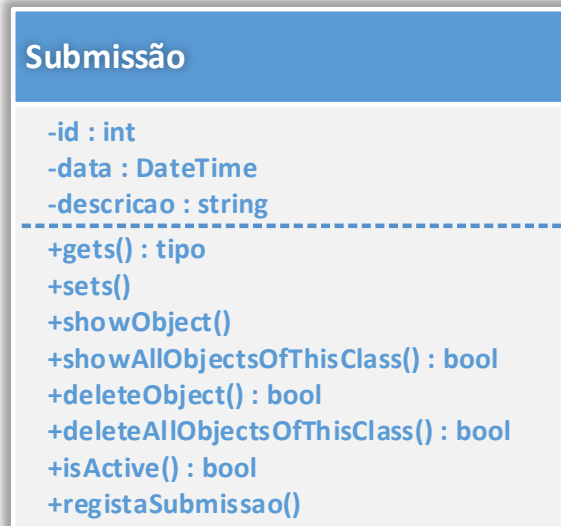 Submissão
-id : int
-data : DateTime
-descricao : string
+gets() : tipo
+sets()
+showObject()
+showAllObjectsOfThisClass() : bool
+deleteObject() : bool
+deleteAllObjectsOfThisClass() : bool
+isActive() : bool
+registaSubmissao()